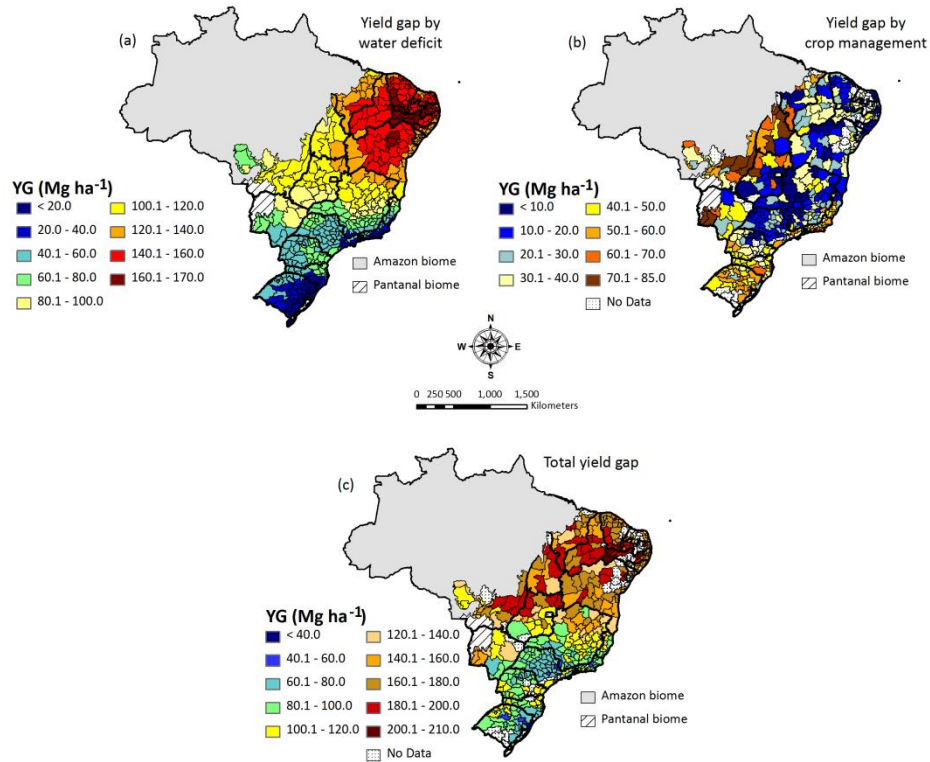 (a)
Yield gap by
water deficit
YG (Mg ha-1)
< 20.0
20.0 - 40.0
40.1 - 60.0
60.1 - 80.0
80.1 - 100.0
100.1 - 120.0
120.1 - 140.0
140.1 - 160.0
160.1 - 170.0
Amazon biome
Pantanal biome
(b)
Yield gap by
crop management
YG (Mg ha-1)
< 10.0
10.0 - 20.0
20.1 - 30.0
30.1 - 40.0
40.1 - 50.0
50.1 - 60.0
60.1 - 70.0
70.1 - 85.0
No Data
Amazon biome
Pantanal biome
N
W E
S
0 250 500 1,000 1,500
Kilometers
(c)
Total yield gap
YG (Mg ha-1)
< 40.0
40.1 - 60.0
60.1 - 80.0
80.1 - 100.0
100.1 - 120.0
120.1 - 140.0
140.1 - 160.0
160.1 - 180.0
180.1 - 200.0
200.1 - 210.0
No Data
Amazon biome
Pantanal biome